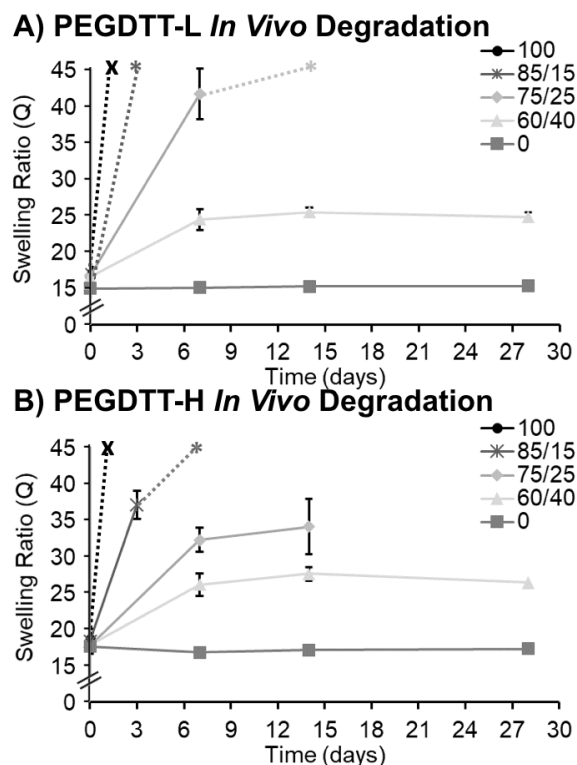 A) PEGDTT-L In Vivo Degradation
100
85/15
75/25
60/40
0
Swelling Ratio (Q)
45
40
35
30
25
20
15
0
x
*
*
0 3 6 9 12 15 18 21 24 27 30
Time (days)
B) PEGDTT-H In Vivo Degradation
100
85/15
75/25
60/40
0
Swelling Ratio (Q)
45
40
35
30
25
20
15
0
x
*
0 3 6 9 12 15 18 21 24 27 30
Time (days)